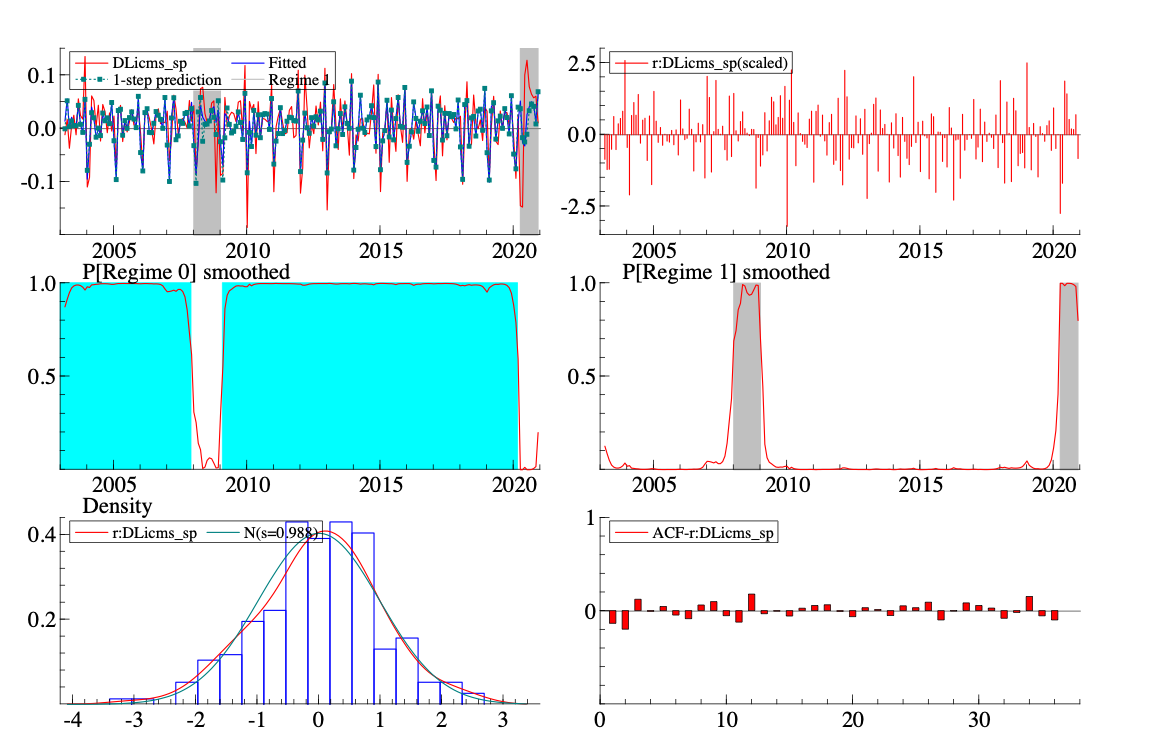 DLicms_sp Fitted
1-step prediction Regime 1
0.1
0.0
-0.1
2005 2010 2015 2020
r:DLicms_sp(scaled)
2.5
0.0
-2.5
2005 2010 2015 2020
P[Regime 0] smoothed
1.0
0.5
2005 2010 2015 2020
P[Regime 1] smoothed
1.0
0.5
2005 2010 2015 2020
Density
r:DLicms_sp N(s=0.988)
0.4
0.2
-4 -3 -2 -1 0 1 2 3
ACF-r:DLicms_sp
1
0
0 10 20 30